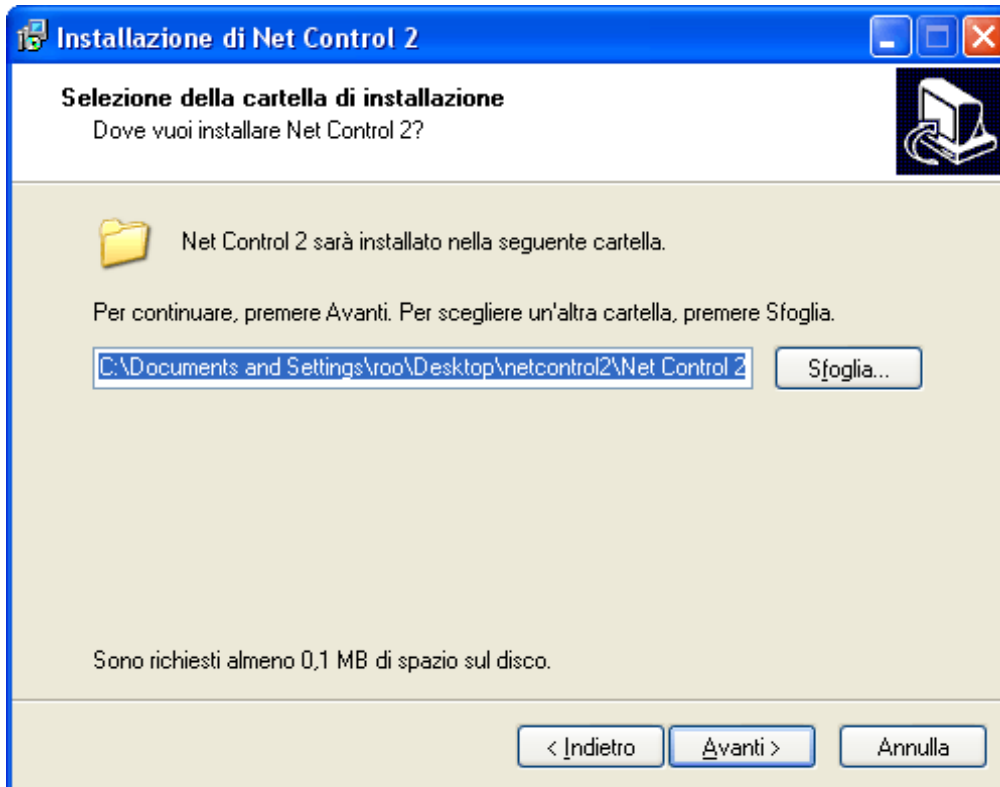 Installazione di Net Control 2
Selezione della cartella di installazione
Dove vuoi installare Net Control 2?
Net Control 2 sarà installato nella seguente cartella.
Per continuare, premere Avanti. Per scegliere un'altra cartella, premere Sfoglia.
C:\Documents and Settings\roo\Desktop\netcontrol2\Net Control 2
Sfoglia...
Sono richiesti almeno 0,1 MB di spazio sul disco.
< Indietro
Avanti >
Annulla